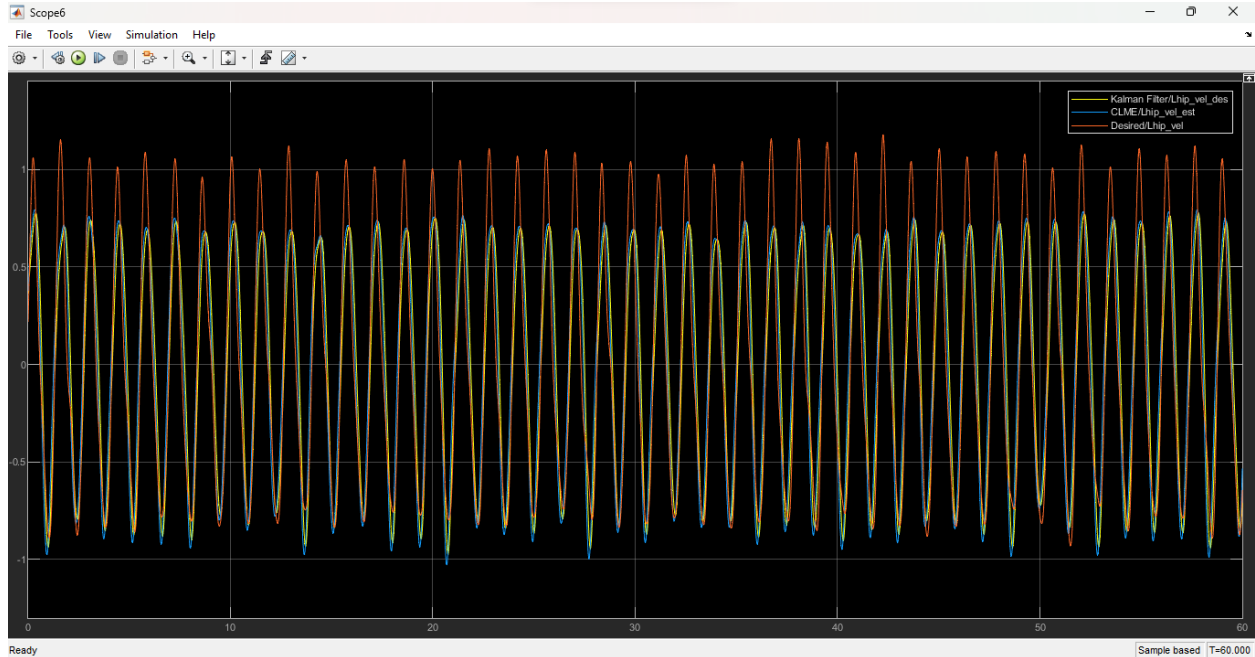 Scope6
File Tools View Simulation Help
Kalman Filter/Lhip_vel_des
CLME/Lhip_vel_est
Desired/Lhip_vel
1
0.5
0
-0.5
-1
0 10 20 30 40 50 60
Ready Sample based T=60.000